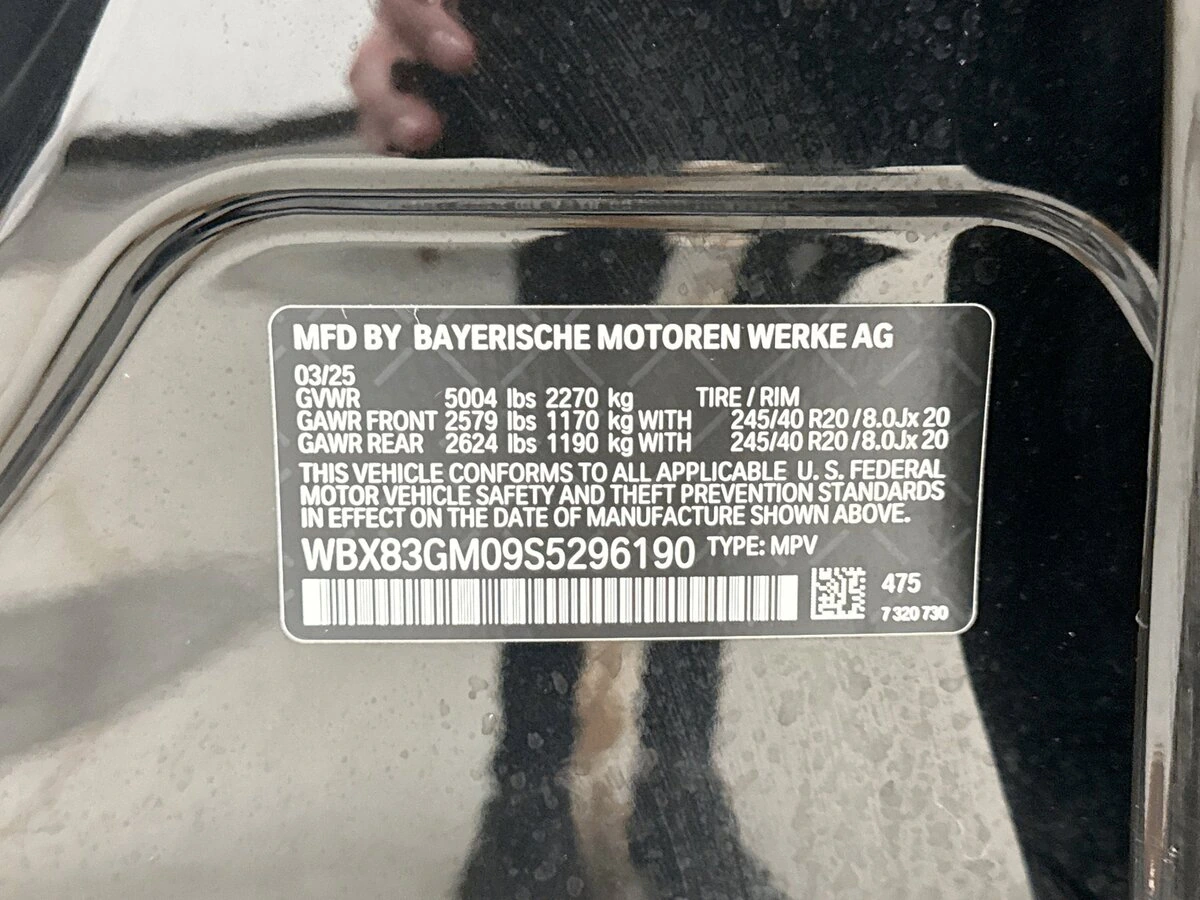 MFD BY BAYERISCHE MOTOREN WERKE AG
03/25
GVWR 5004 lbs 2270 kg TIRE / RIM
GAWR FRONT 2579 lbs 1170 kg WITH 245/40 R20 / 8.0Jx 20
GAWR REAR 2624 lbs 1190 kg WITH 245/40 R20 / 8.0Jx 20
THIS VEHICLE CONFORMS TO ALL APPLICABLE U. S. FEDERAL
MOTOR VEHICLE SAFETY AND THEFT PREVENTION STANDARDS
IN EFFECT ON THE DATE OF MANUFACTURE SHOWN ABOVE.
WBX83GM09S5296190 TYPE: MPV
475
7 320 730